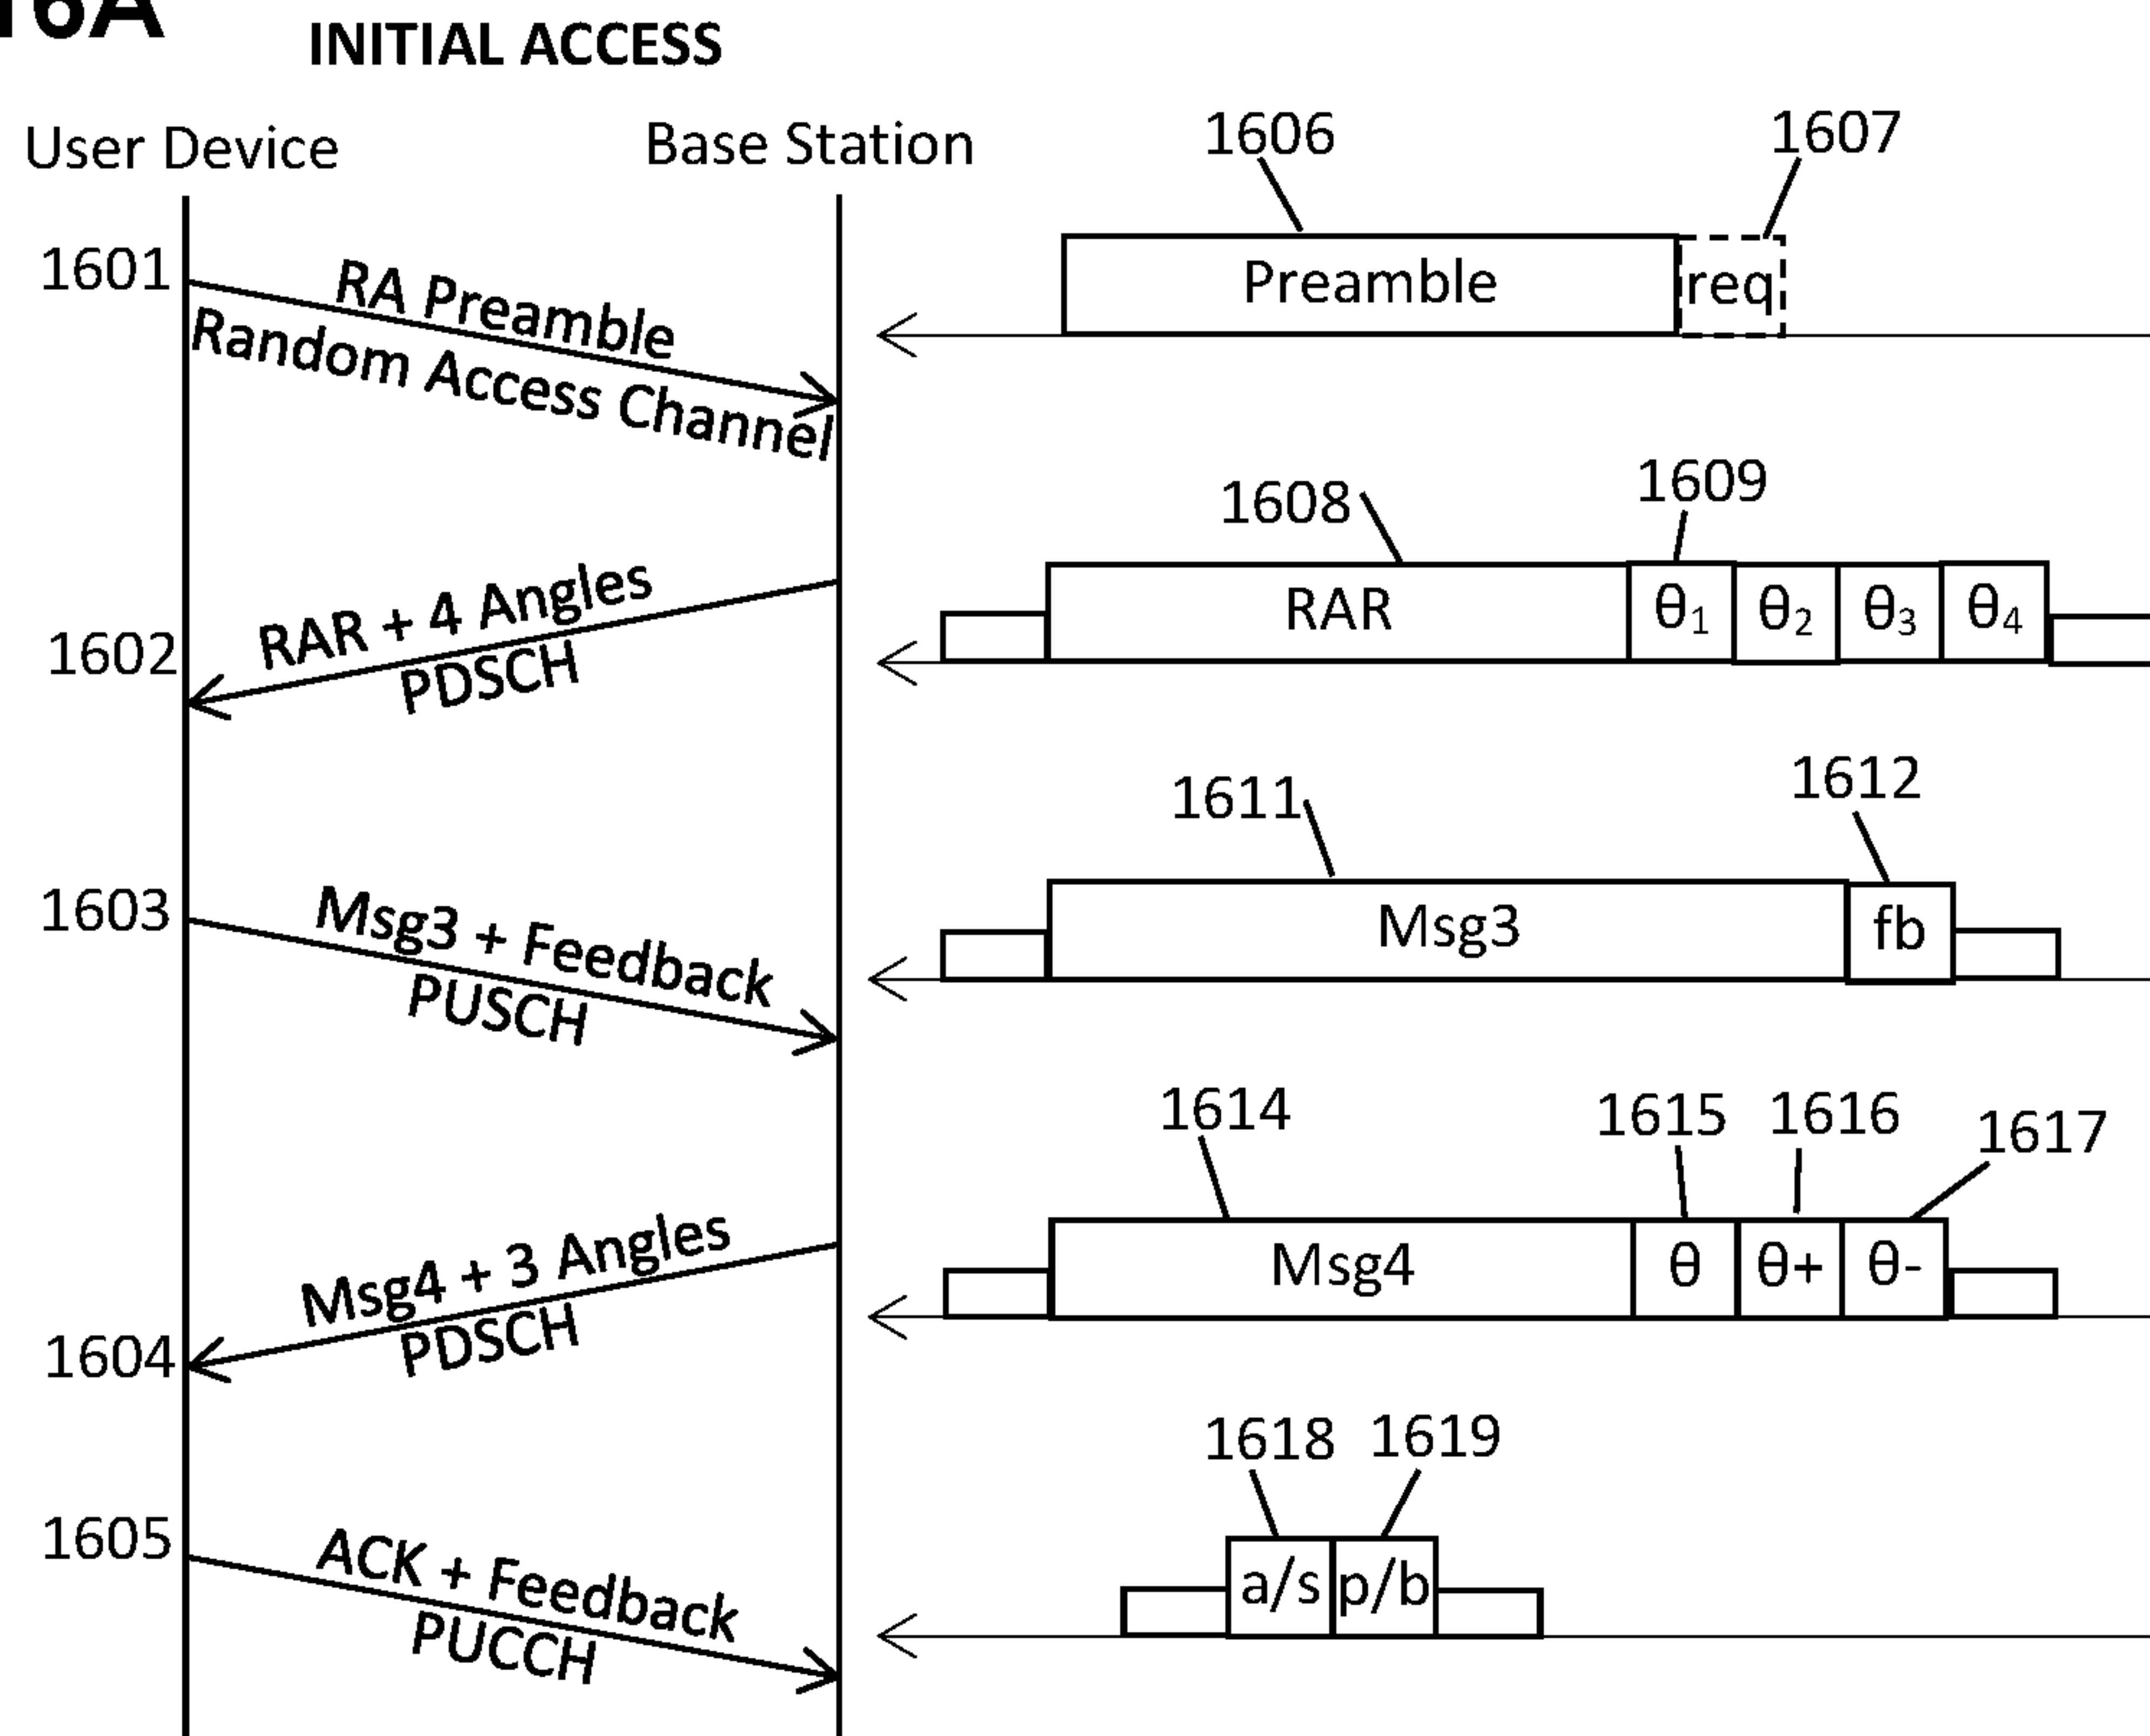 16A
INITIAL ACCESS
User Device
Base Station
1606
1607
1601
RA Preamble
Random Access Channel
Preamble
req
1608
1609
1602
RAR + 4 Angles
PDSCH
RAR
θ1
θ2
θ3
θ4
1611
1612
1603
Msg3 + Feedback
PUSCH
Msg3
fb
1614
1615
1616
1617
1604
Msg4 + 3 Angles
PDSCH
Msg4
θ
θ+
θ-
1618
1619
1605
ACK + Feedback
PUCCH
a/s
p/b